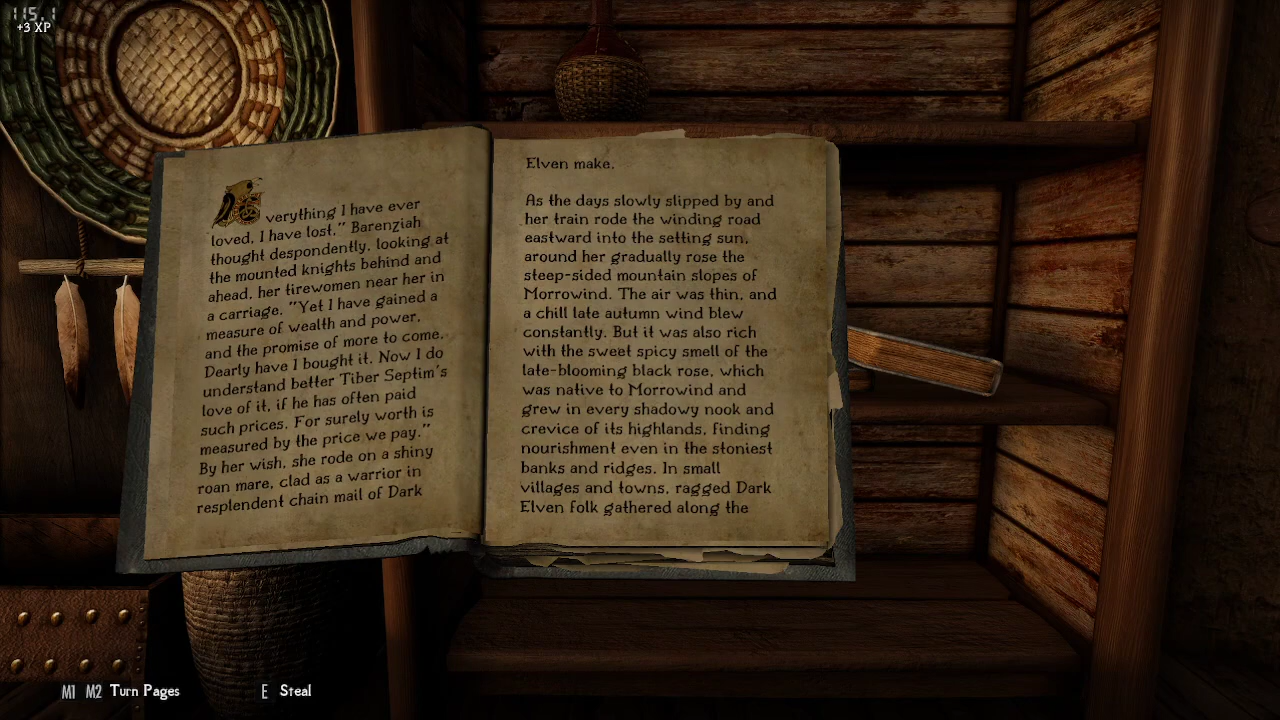 115.1
+3 XP
Everything I have ever
loved, I have lost," Barenziah
thought despondently, looking at
the mounted knights behind and
ahead, her tirewomen near her in
a carriage. "Yet I have gained a
measure of wealth and power,
and the promise of more to come.
Dearly have I bought it. Now I do
understand better Tiber Septim's
love of it, if he has often paid
such prices. For surely worth is
measured by the price we pay."
By her wish, she rode on a shiny
roan mare, clad as a warrior in
resplendent chain mail of Dark
Elven make.
As the days slowly slipped by and
her train rode the winding road
eastward into the setting sun,
around her gradually rose the
steep-sided mountain slopes of
Morrowind. The air was thin, and
a chill late autumn wind blew
constantly. But it was also rich
with the sweet spicy smell of the
late-blooming black rose, which
was native to Morrowind and
grew in every shadowy nook and
crevice of its highlands, finding
nourishment even in the stoniest
banks and ridges. In small
villages and towns, ragged Dark
Elven folk gathered along the
M1 M2 Turn Pages
E Steal